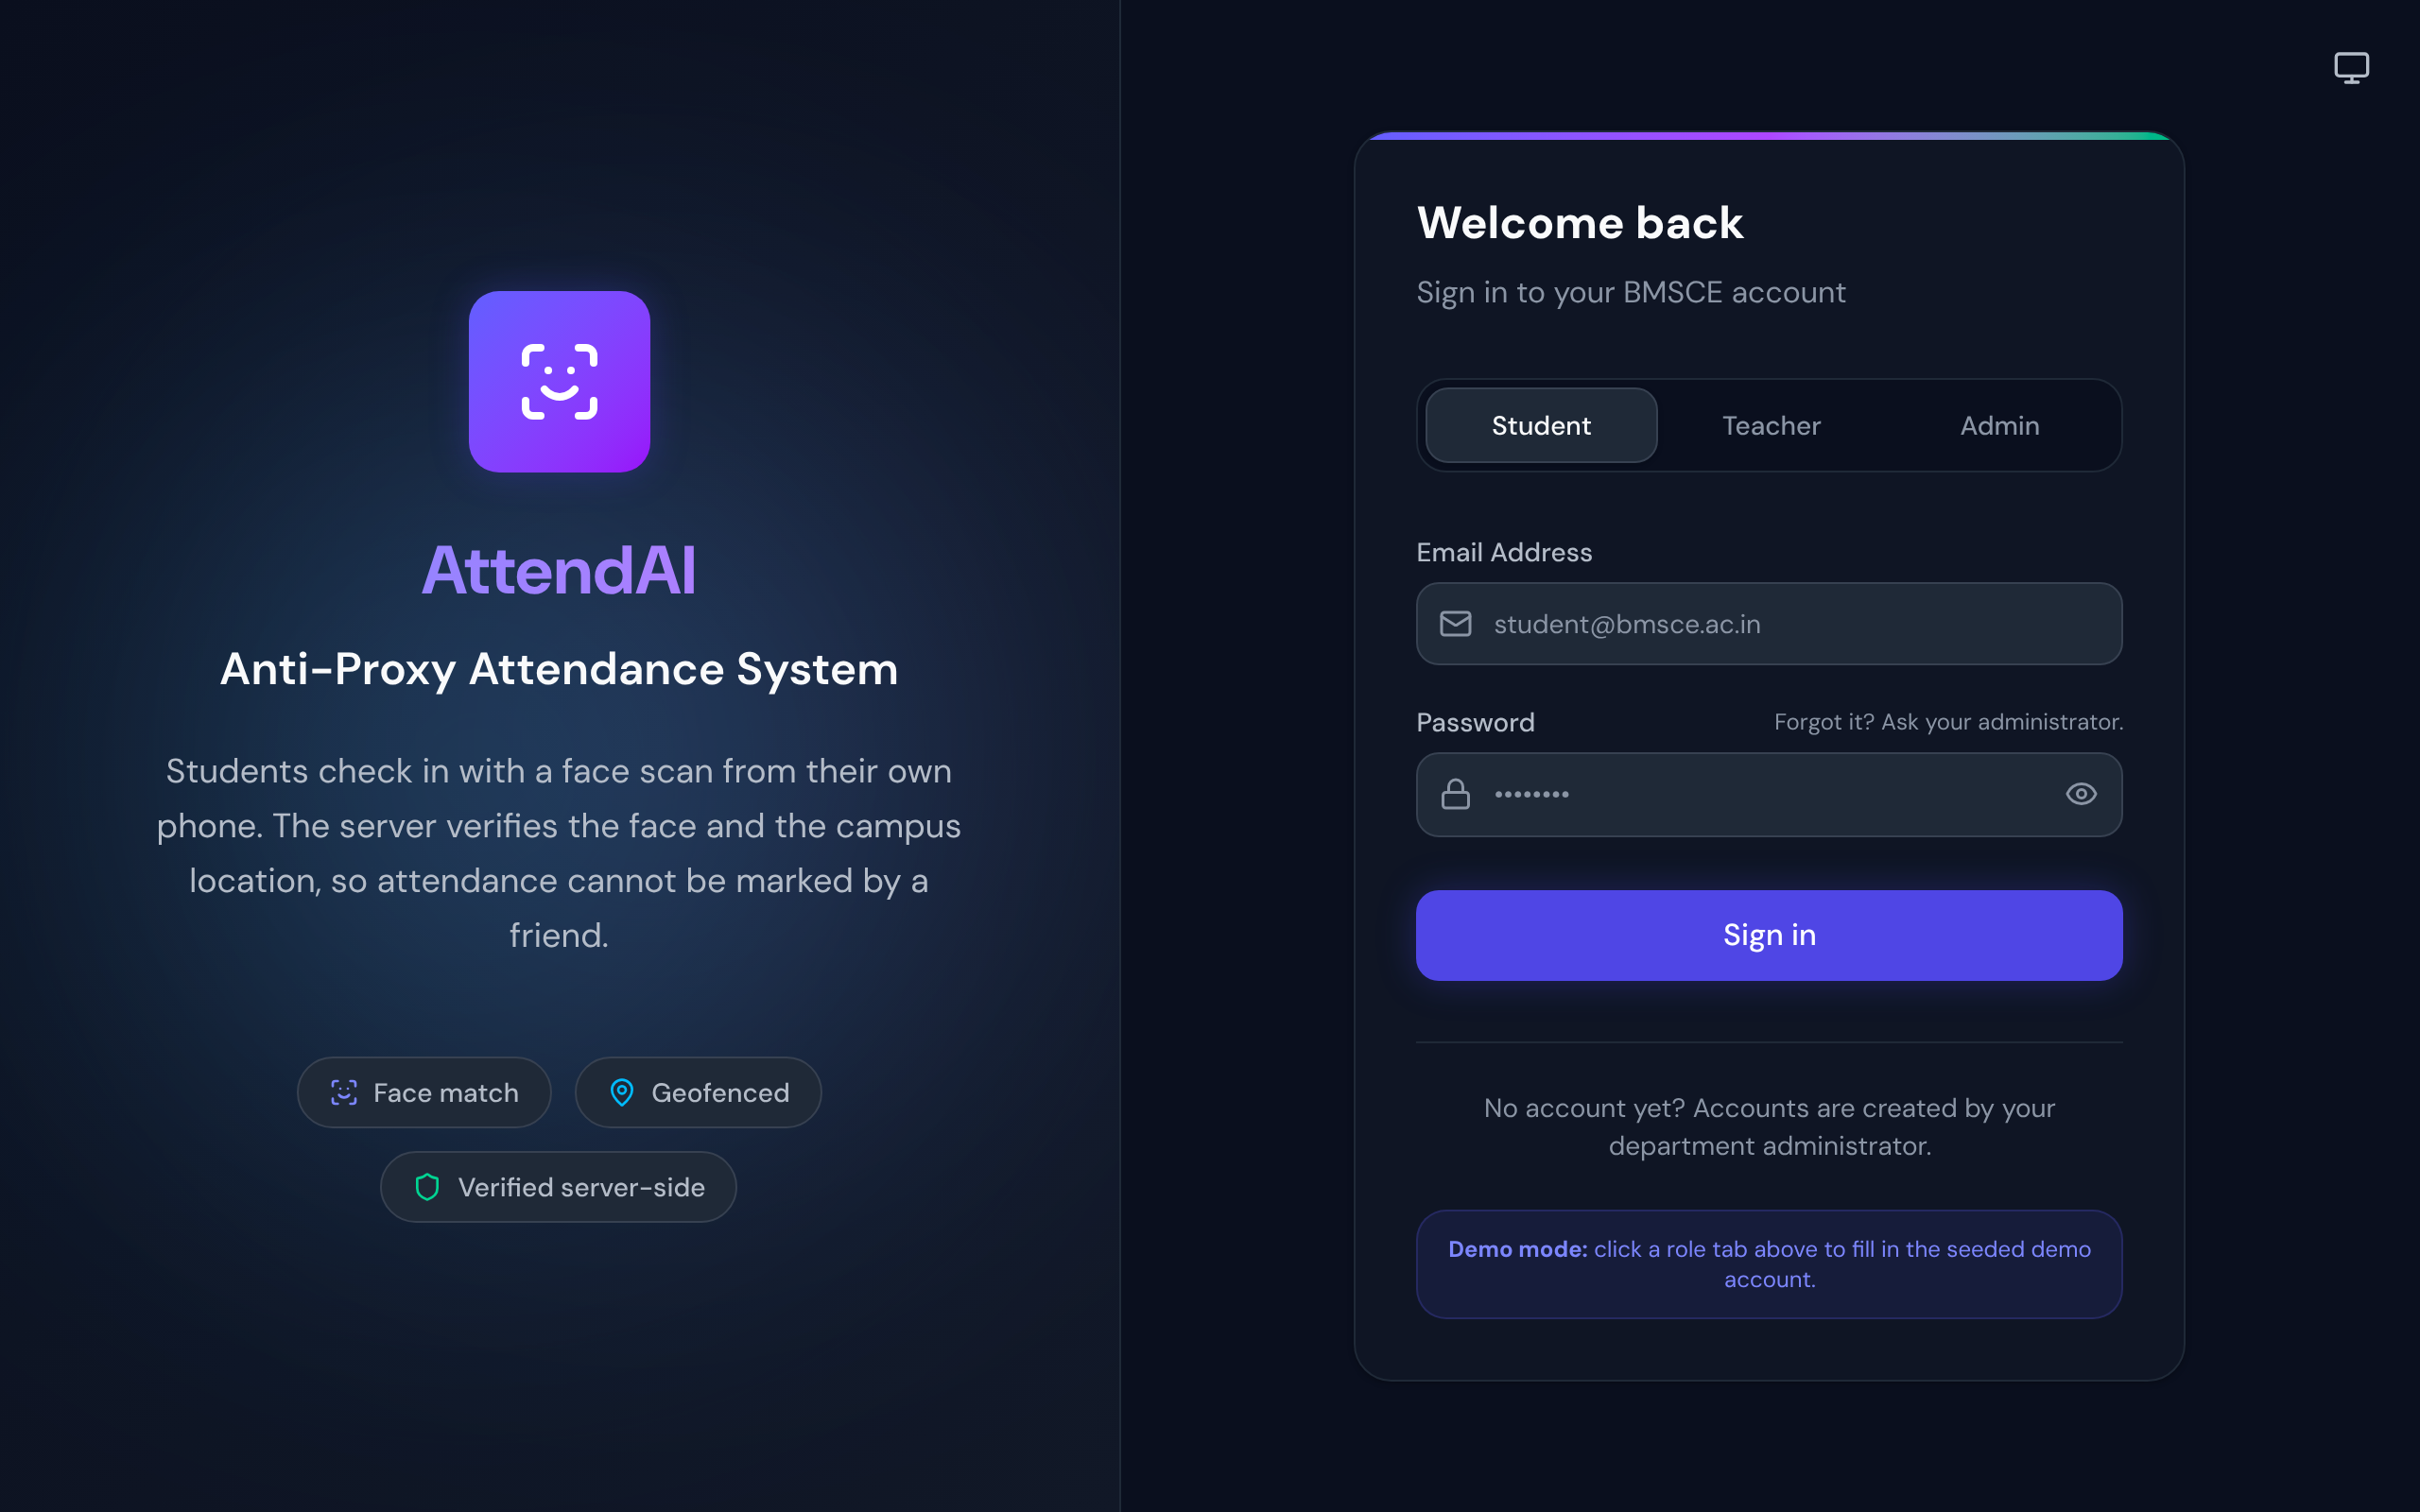 AttendAI
Anti-Proxy Attendance System
Students check in with a face scan from their own
phone. The server verifies the face and the campus
location, so attendance cannot be marked by a
friend.
Face match
Geofenced
Verified server-side
Welcome back
Sign in to your BMSCE account
Student
Teacher
Admin
Email Address
student@bmsce.ac.in
Password
Forgot it? Ask your administrator.
••••••••
Sign in
No account yet? Accounts are created by your
department administrator.
Demo mode: click a role tab above to fill in the seeded demo
account.